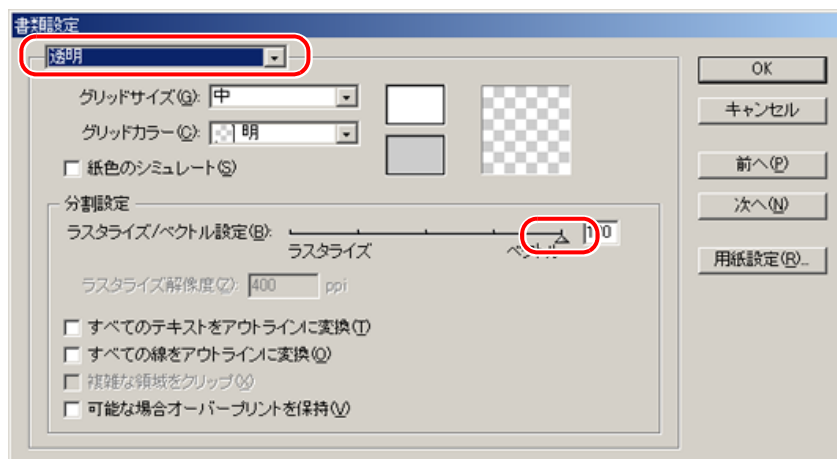 書類設定
透明
OK
グリッドサイズ(G): 中
キャンセル
グリッドカラー(C): 明
紙色のシミュレート(S)
前へ(P)
分割設定
次へ(N)
ラスタライズ/ベクトル設定(B): 100
ラスタライズ ベクトル
用紙設定(R)...
ラスタライズ解像度(Z): 400 ppi
すべてのテキストをアウトラインに変換(T)
すべての線をアウトラインに変換(O)
複雑な領域をクリップ(X)
可能な場合オーバープリントを保持(V)